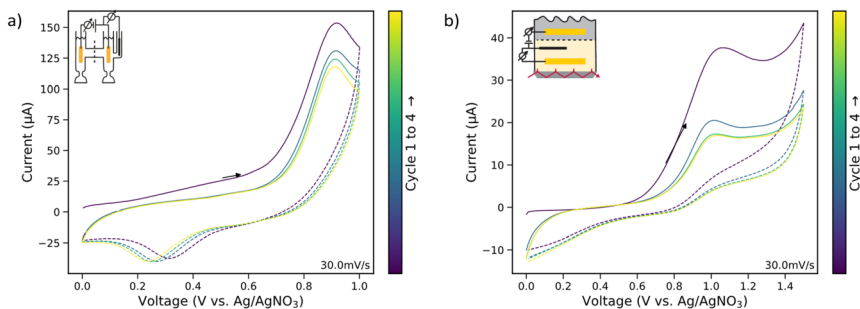 a)
150
125
100
75
50
25
0
−25
Current (µA)
0.0 0.2 0.4 0.6 0.8 1.0
Voltage (V vs. Ag/AgNO3)
30.0mV/s
Cycle 1 to 4 →
b)
40
30
20
10
0
−10
Current (µA)
0.0 0.2 0.4 0.6 0.8 1.0 1.2 1.4
Voltage (V vs. Ag/AgNO3)
30.0mV/s
Cycle 1 to 4 →